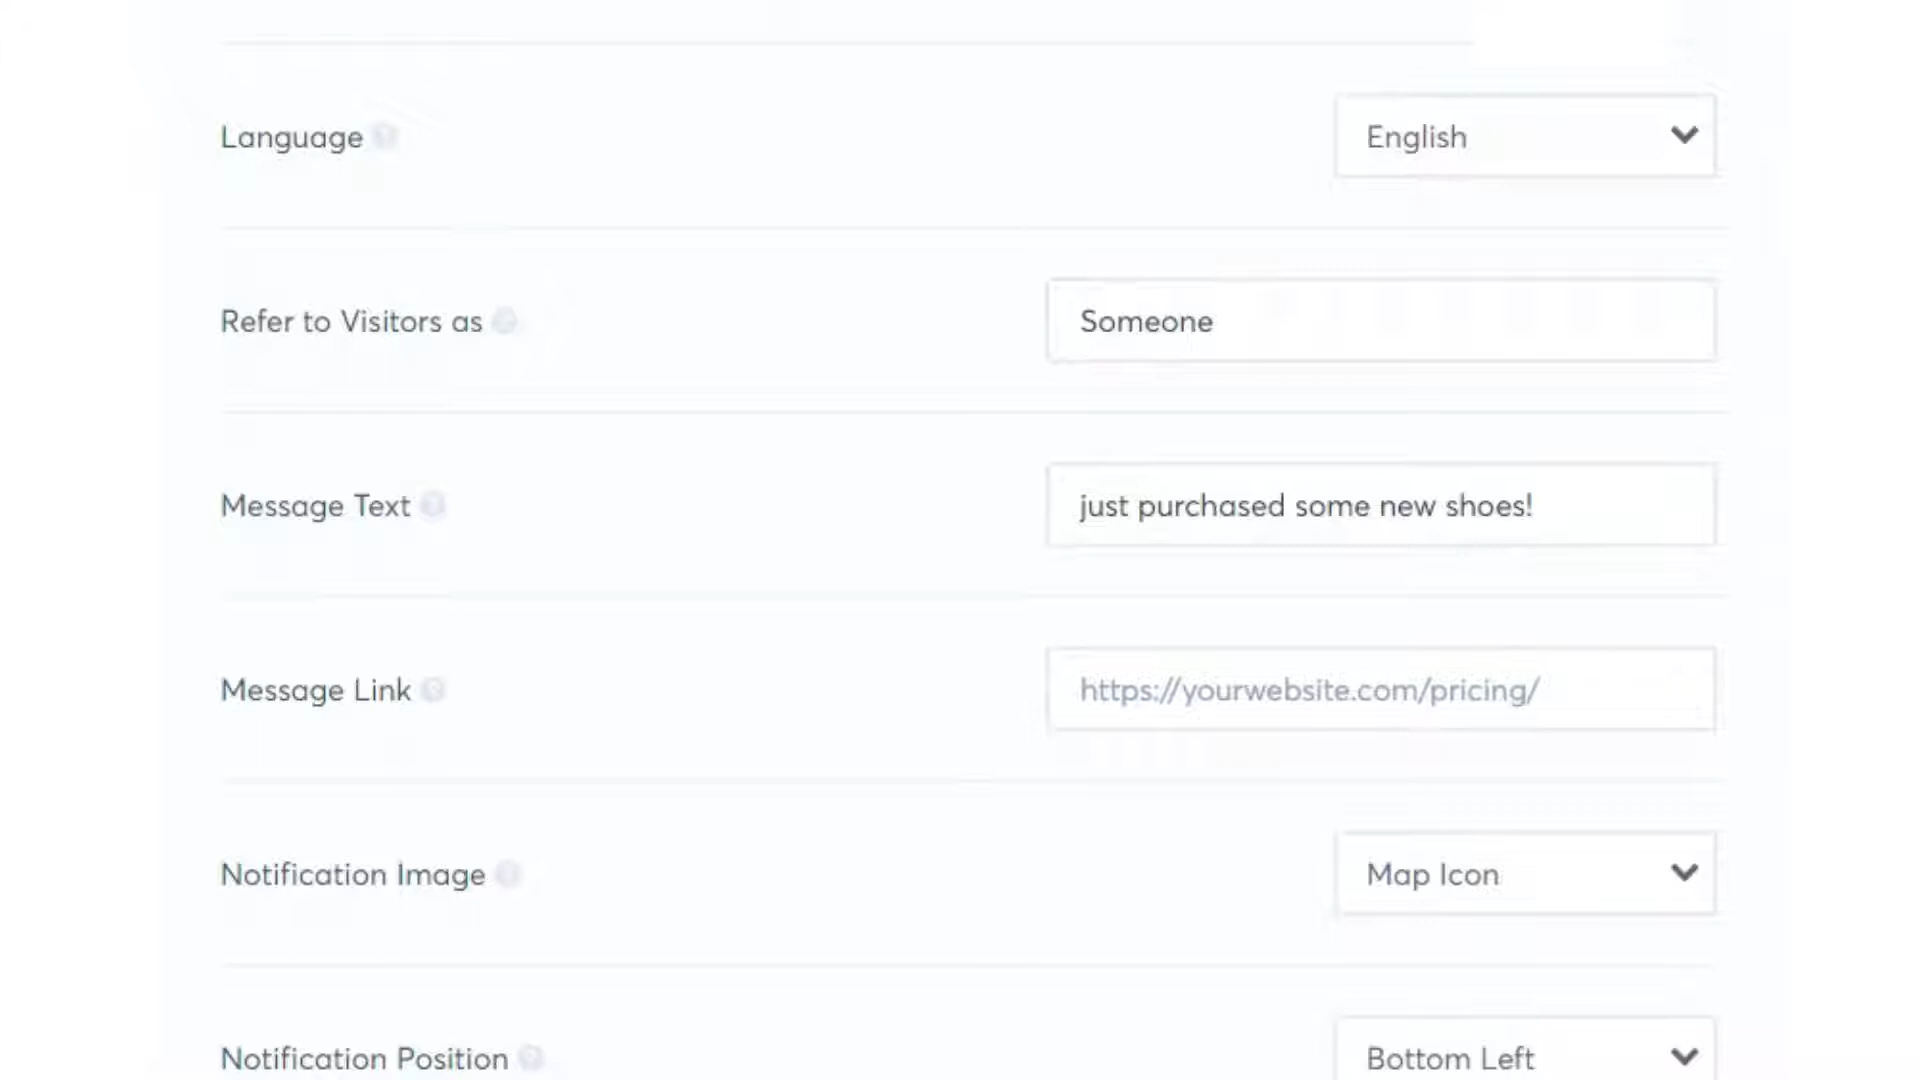 Language
English
Refer to Visitors as
Someone
Message Text
just purchased some new shoes!
Message Link
https://yourwebsite.com/pricing/
Notification Image
Map Icon
Notification Position
Bottom Left